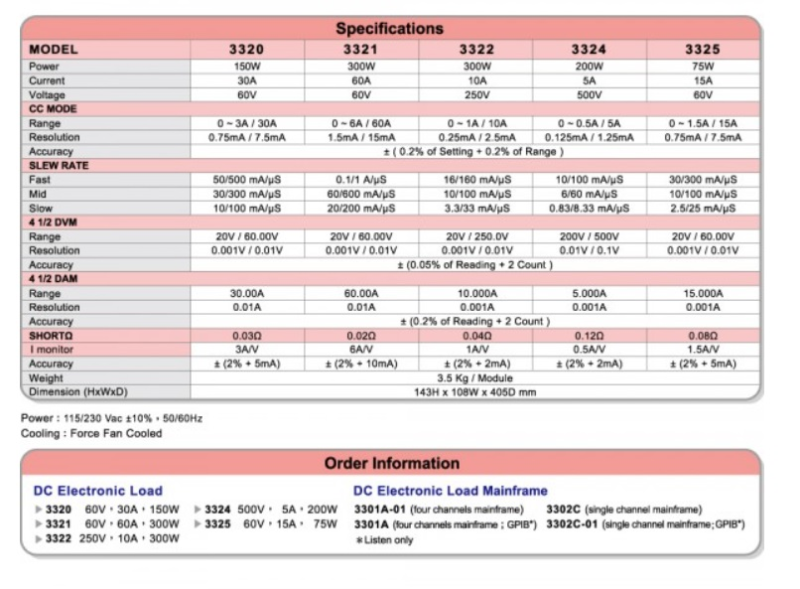 Specifications
MODEL 3320 3321 3322 3324 3325
Power 150W 300W 300W 200W 75W
Current 30A 60A 10A 5A 15A
Voltage 60V 60V 250V 500V 60V
CC MODE
Range 0 ~ 3A / 30A 0 ~ 6A / 60A 0 ~ 1A / 10A 0 ~ 0.5A / 5A 0 ~ 1.5A / 15A
Resolution 0.75mA / 7.5mA 1.5mA / 15mA 0.25mA / 2.5mA 0.125mA / 1.25mA 0.75mA / 7.5mA
Accuracy ± ( 0.2% of Setting + 0.2% of Range )
SLEW RATE
Fast 50/500 mA/µS 0.1/1 A/µS 16/160 mA/µS 10/100 mA/µS 30/300 mA/µS
Mid 30/300 mA/µS 60/600 mA/µS 10/100 mA/µS 6/60 mA/µS 10/100 mA/µS
Slow 10/100 mA/µS 20/200 mA/µS 3.3/33 mA/µS 0.83/8.33 mA/µS 2.5/25 mA/µS
4 1/2 DVM
Range 20V / 60.00V 20V / 60.00V 20V / 250.0V 200V / 500V 20V / 60.00V
Resolution 0.001V / 0.01V 0.001V / 0.01V 0.001V / 0.01V 0.01V / 0.1V 0.001V / 0.01V
Accuracy ± (0.05% of Reading + 2 Count )
4 1/2 DAM
Range 30.00A 60.00A 10.000A 5.000A 15.000A
Resolution 0.01A 0.01A 0.001A 0.001A 0.001A
Accuracy ± (0.2% of Reading + 2 Count )
SHORTΩ 0.03Ω 0.02Ω 0.04Ω 0.12Ω 0.08Ω
I monitor 3A/V 6A/V 1A/V 0.5A/V 1.5A/V
Accuracy ± (2% + 5mA) ± (2% + 10mA) ± (2% + 2mA) ± (2% + 2mA) ± (2% + 5mA)
Weight 3.5 Kg / Module
Dimension (HxWxD) 143H x 108W x 405D mm
Power : 115/230 Vac ±10%，50/60Hz
Cooling : Force Fan Cooled
Order Information
DC Electronic Load DC Electronic Load Mainframe
▶ 3320 60V，30A，150W ▶ 3324 500V， 5A，200W 3301A-01 (four channels mainframe) 3302C (single channel mainframe)
▶ 3321 60V，60A，300W ▶ 3325 60V，15A， 75W 3301A (four channels mainframe ; GPIB*) 3302C-01 (single channel mainframe;GPIB*)
▶ 3322 250V，10A，300W *Listen only